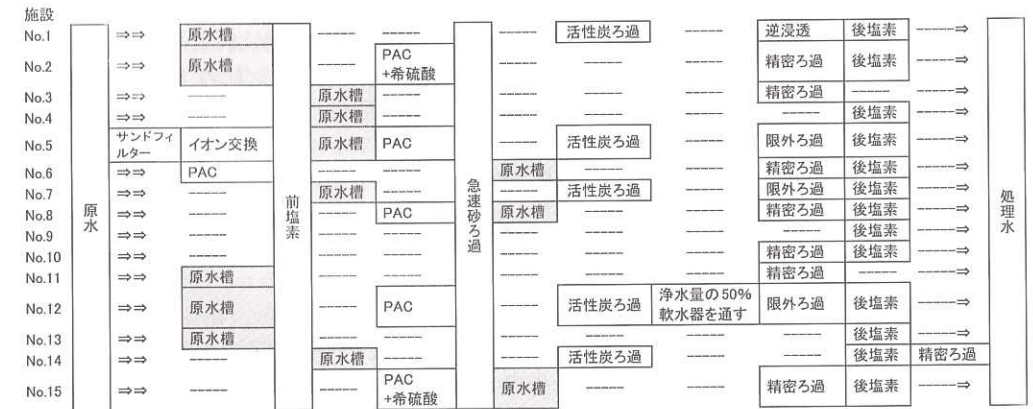 施設
No.1 ⇒⇒ 原水槽 ----- ----- 活性炭ろ過 ----- 逆浸透 後塩素 -----⇒
No.2 ⇒⇒ 原水槽 ----- PAC
+希硫酸 ----- ----- ----- 精密ろ過 後塩素 -----⇒
No.3 ⇒⇒ ----- 原水槽 ----- ----- ----- ----- 精密ろ過 ----- -----⇒
No.4 ⇒⇒ ----- 原水槽 ----- ----- ----- ----- ----- 後塩素 -----⇒
No.5 サンドフィ
ルター イオン交換 原水槽 PAC ----- 活性炭ろ過 ----- 限外ろ過 後塩素 -----⇒
No.6 ⇒⇒ PAC ----- ----- 原水槽 ----- ----- 精密ろ過 後塩素 -----⇒
No.7 ⇒⇒ ----- 原水槽 ----- ----- 活性炭ろ過 ----- 限外ろ過 後塩素 -----⇒
No.8 ⇒⇒ ----- ----- PAC 原水槽 ----- ----- 精密ろ過 後塩素 -----⇒
No.9 ⇒⇒ ----- ----- ----- ----- ----- ----- ----- 後塩素 -----⇒
No.10 ⇒⇒ ----- ----- ----- ----- ----- ----- 精密ろ過 後塩素 -----⇒
No.11 ⇒⇒ 原水槽 ----- ----- ----- ----- ----- 精密ろ過 ----- -----⇒
No.12 ⇒⇒ 原水槽 ----- PAC ----- 活性炭ろ過 浄水量の50%
軟水器を通す 限外ろ過 後塩素 -----⇒
No.13 ⇒⇒ 原水槽 ----- ----- ----- ----- ----- ----- 後塩素 -----⇒
No.14 ⇒⇒ ----- 原水槽 ----- ----- 活性炭ろ過 ----- ----- 後塩素 精密ろ過
No.15 ⇒⇒ ----- ----- PAC
+希硫酸 原水槽 ----- ----- 精密ろ過 後塩素 -----⇒
原水
前塩素
急速砂ろ過
処理水